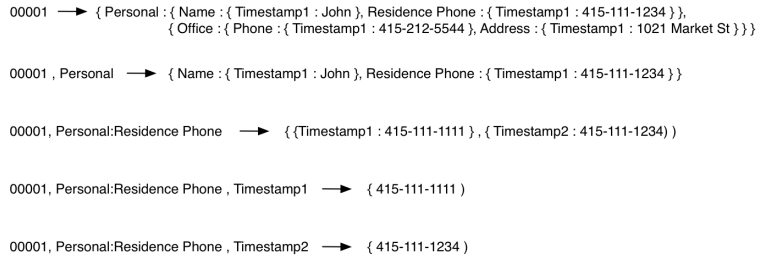 00001 → { Personal : { Name : { Timestamp1 : John }, Residence Phone : { Timestamp1 : 415-111-1234 } },
{ Office : { Phone : { Timestamp1 : 415-212-5544 }, Address : { Timestamp1 : 1021 Market St } } }
00001 , Personal → { Name : { Timestamp1 : John }, Residence Phone : { Timestamp1 : 415-111-1234 } }
00001, Personal:Residence Phone → { {Timestamp1 : 415-111-1111 } , { Timestamp2 : 415-111-1234) )
00001, Personal:Residence Phone , Timestamp1 → { 415-111-1111 )
00001, Personal:Residence Phone , Timestamp2 → { 415-111-1234 )